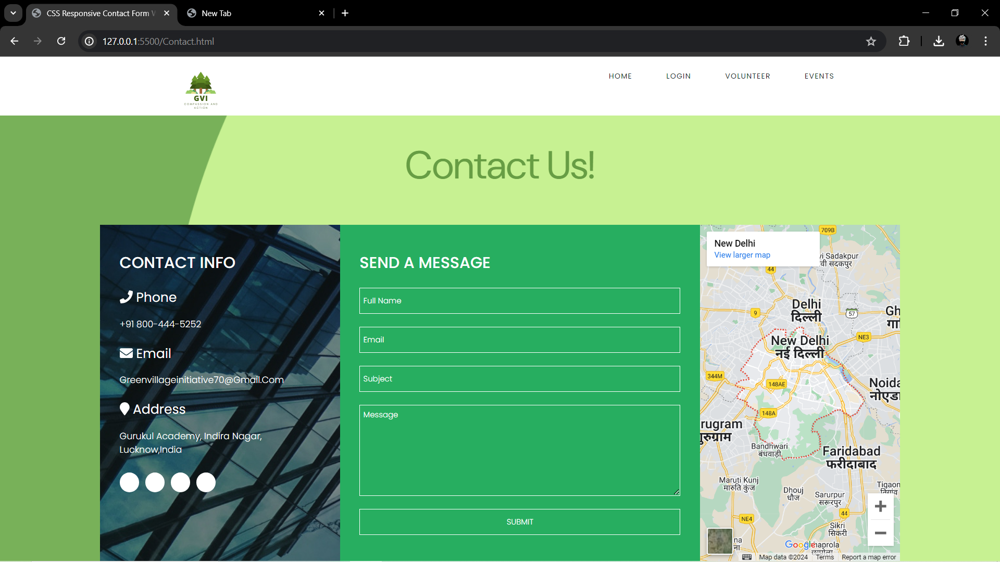 CSS Responsive Contact Form
New Tab
127.0.0.1:5500/Contact.html
GVI
COMPASSION AND
ACTION
HOME
LOGIN
VOLUNTEER
EVENTS
Contact Us!
CONTACT INFO
Phone
+91 800-444-5252
Email
Greenvillageinitiative70@Gmail.Com
Address
Gurukul Academy, Indira Nagar,
Lucknow,India
SEND A MESSAGE
Full Name
Email
Subject
Message
SUBMIT
709B
New Delhi
View larger map
vi Sadakpur
वी सदकपुर
44
Delhi
दिल्ली
9
57
Gh
गा
NE3
New Delhi
नई दिल्ली
344M
148AE
Noida
नोएडा
148A
rugram
गुरुग्राम
Bandhwari
बंधवाड़ी
Faridabad
फरीदाबाद
Maruti Kunj
मारुति कुंज
Dhouj
धौज
Sarurpur
सरूरपुर
Tigaon
तिगांव
44
NE4
Sikri
सिकरी
na
ना
Google
haprola
Map data ©2024
Terms
Report a map error